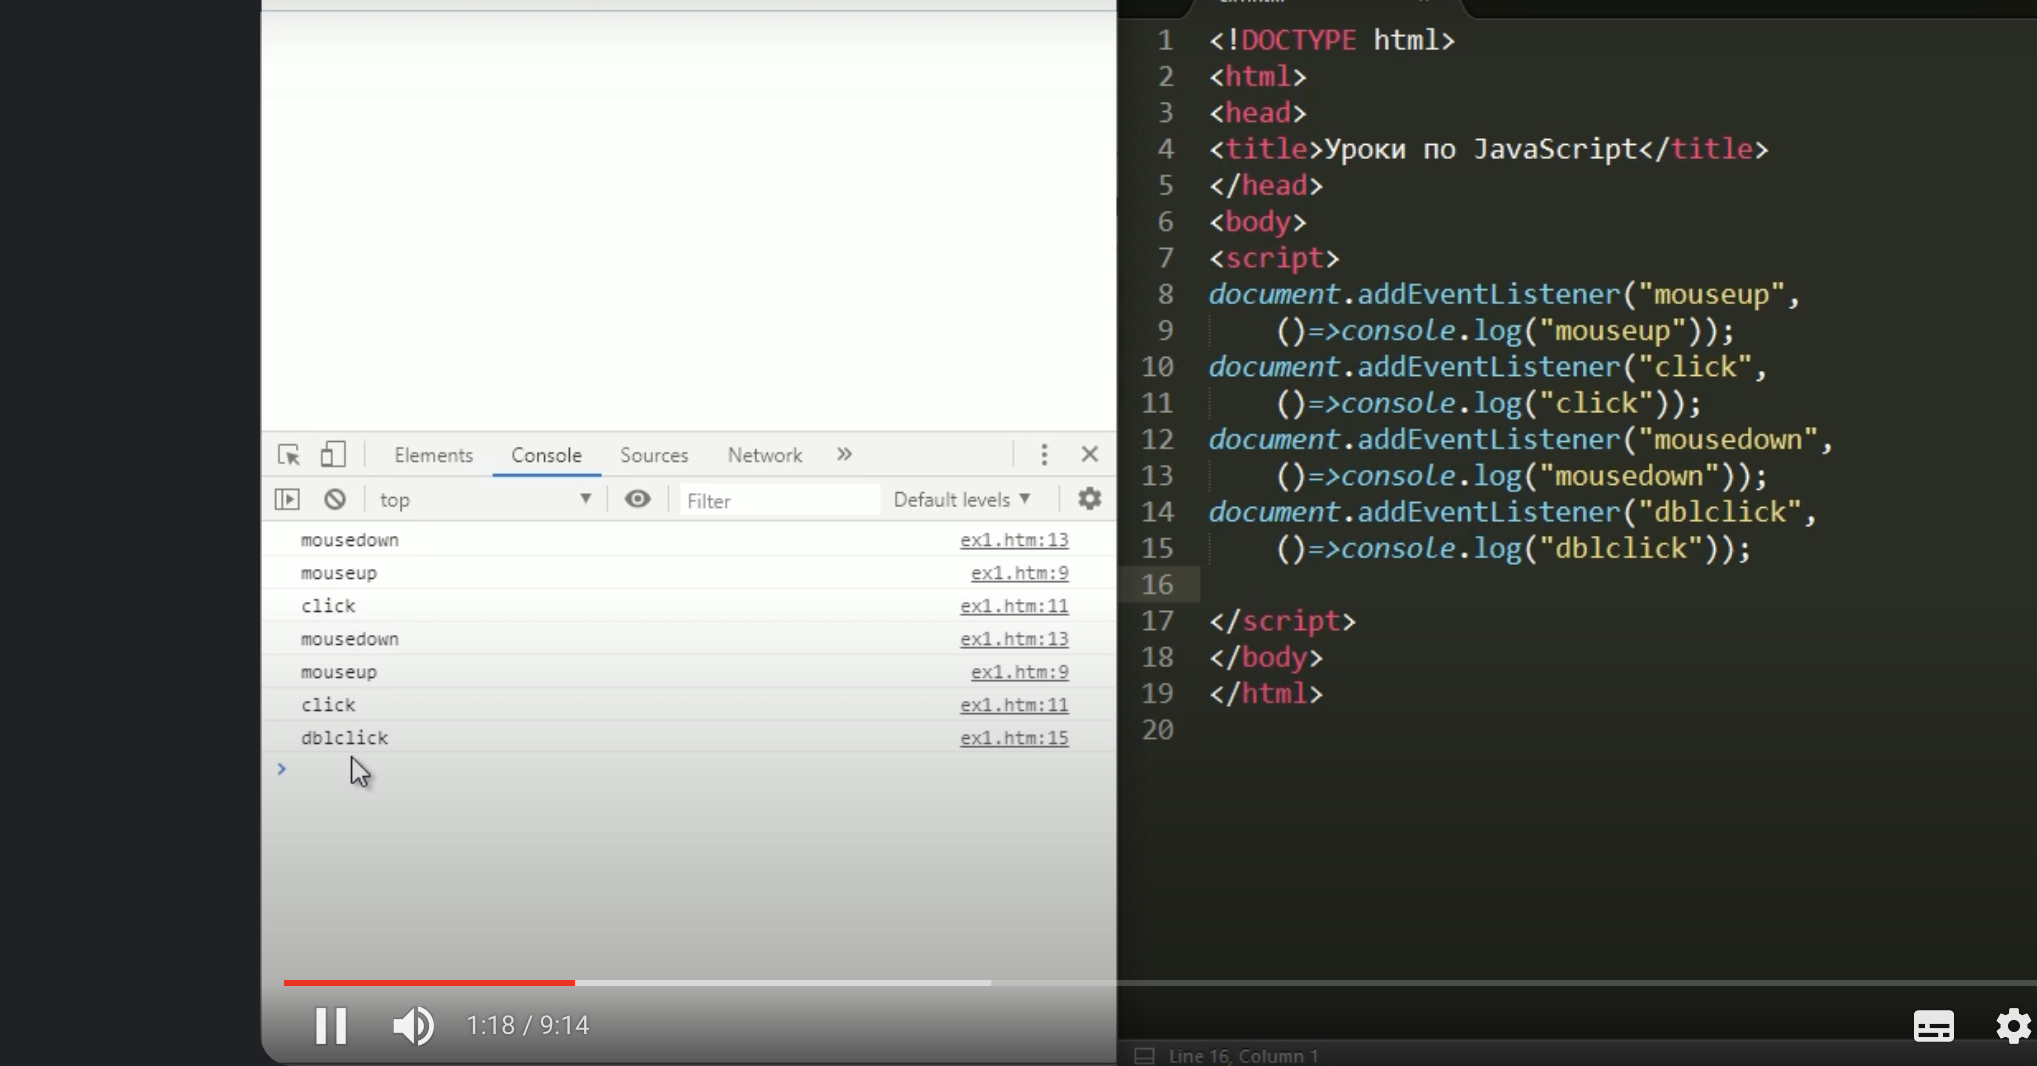 Elements Console Sources Network »
top Filter Default levels
mousedown ex1.htm:13
mouseup ex1.htm:9
click ex1.htm:11
mousedown ex1.htm:13
mouseup ex1.htm:9
click ex1.htm:11
dblclick ex1.htm:15
>
1:18 / 9:14
1 <!DOCTYPE html>
2 <html>
3 <head>
4 <title>Уроки по JavaScript</title>
5 </head>
6 <body>
7 <script>
8 document.addEventListener("mouseup",
9 ()=>console.log("mouseup"));
10 document.addEventListener("click",
11 ()=>console.log("click"));
12 document.addEventListener("mousedown",
13 ()=>console.log("mousedown"));
14 document.addEventListener("dblclick",
15 ()=>console.log("dblclick"));
16
17 </script>
18 </body>
19 </html>
20
Line 16, Column 1